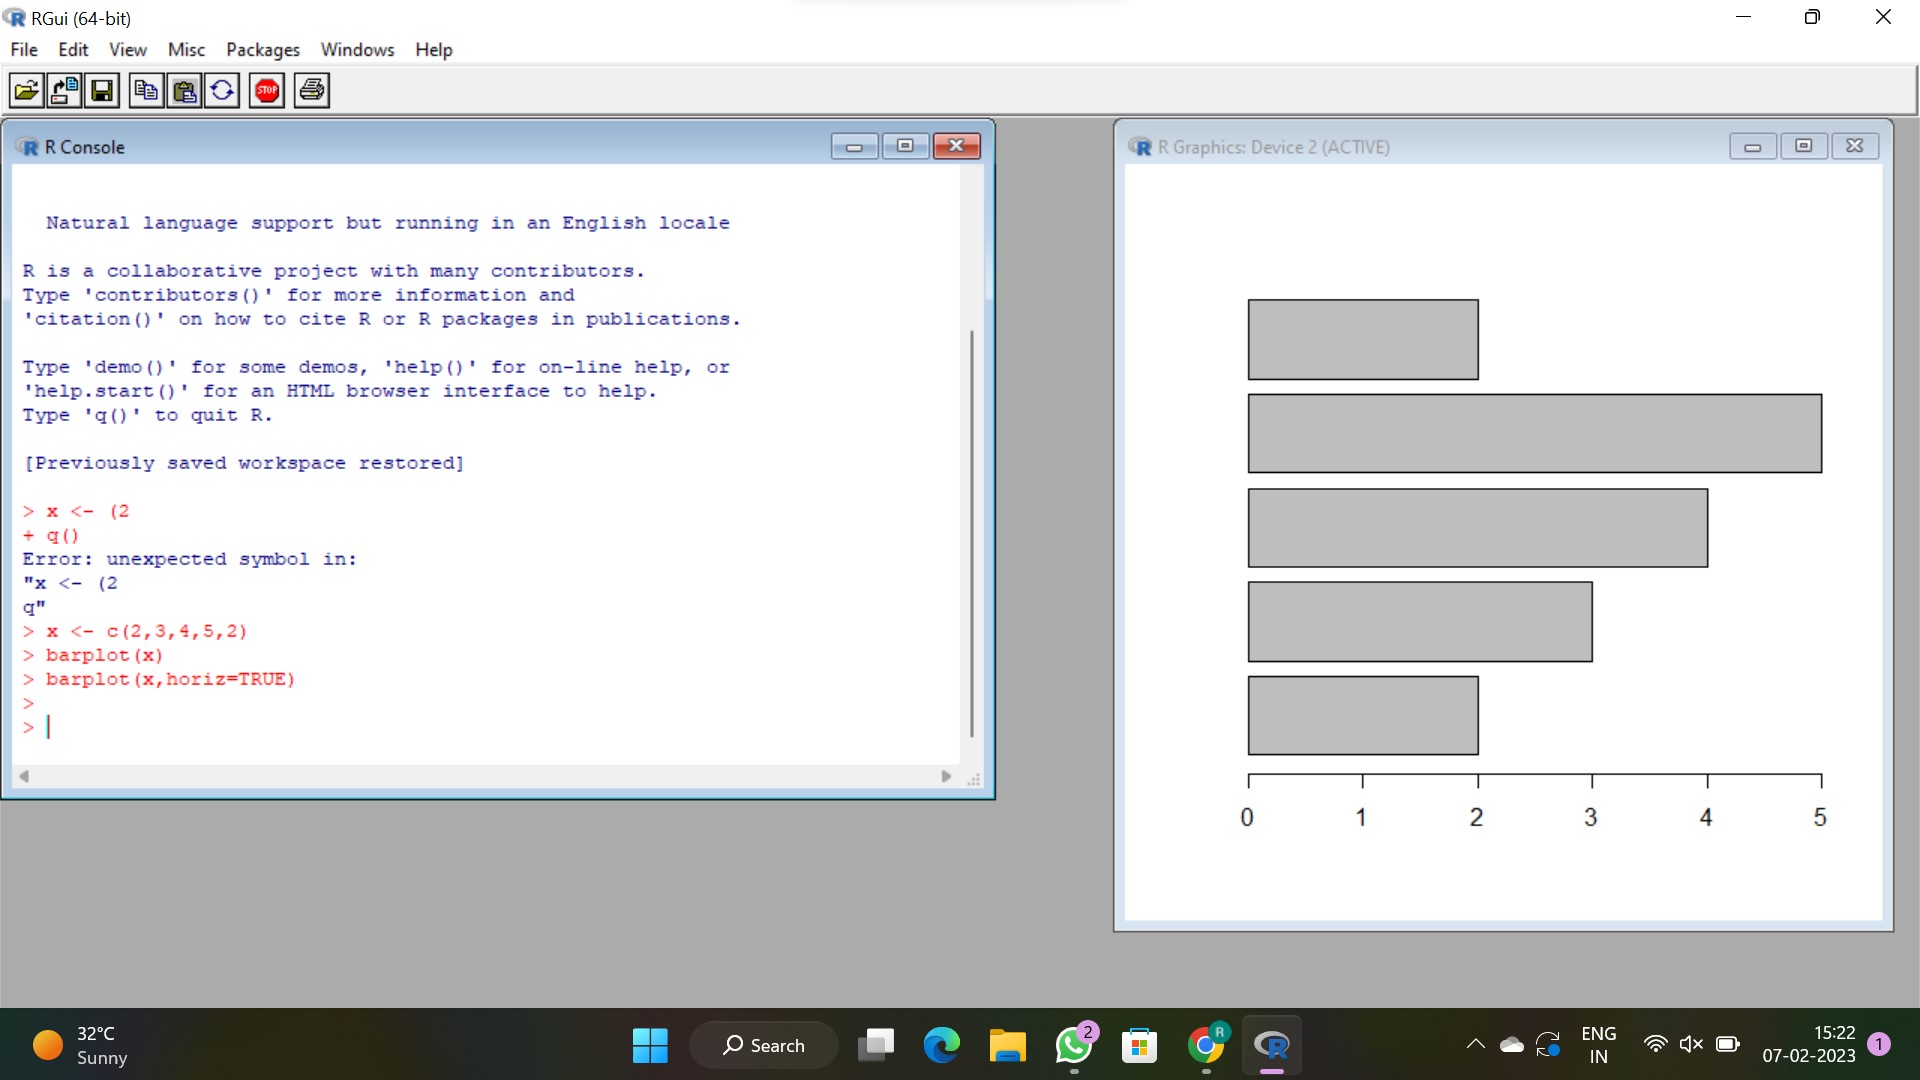 RGui (64-bit)
File Edit View Misc Packages Windows Help
STOP
R Console
Natural language support but running in an English locale
R is a collaborative project with many contributors.
Type 'contributors()' for more information and
'citation()' on how to cite R or R packages in publications.
Type 'demo()' for some demos, 'help()' for on-line help, or
'help.start()' for an HTML browser interface to help.
Type 'q()' to quit R.
[Previously saved workspace restored]
> x <- (2
+ q()
Error: unexpected symbol in:
"x <- (2
q"
> x <- c(2,3,4,5,2)
> barplot(x)
> barplot(x,horiz=TRUE)
>
>
R Graphics: Device 2 (ACTIVE)
0 1 2 3 4 5
32°C
Sunny
Search
2
R
R
ENG
IN
15:22
07-02-2023
1